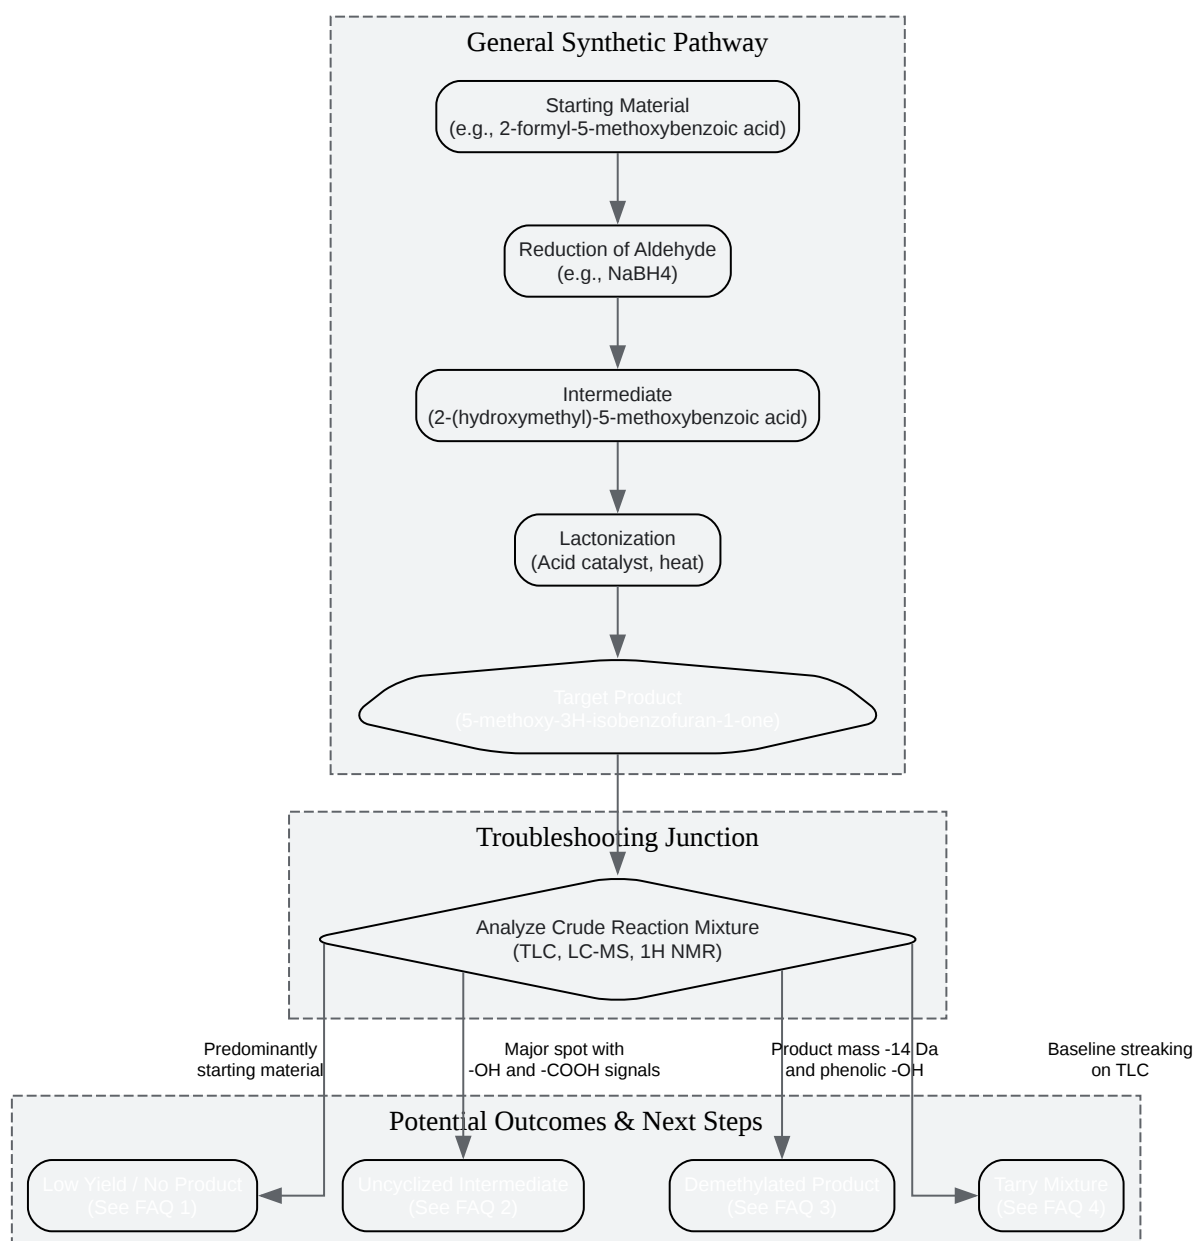 General Synthetic Pathway
Starting Material
(e.g., 2-formyl-5-methoxybenzoic acid)
Reduction of Aldehyde
(e.g., NaBH4)
Intermediate
(2-(hydroxymethyl)-5-methoxybenzoic acid)
Lactonization
(Acid catalyst, heat)
Target Product
(5-methoxy-3H-isobenzofuran-1-one)
Troubleshooting Junction
Analyze Crude Reaction Mixture
(TLC, LC-MS, 1H NMR)
Predominantly
starting material
Major spot with
-OH and -COOH signals
Product mass -14 Da
and phenolic -OH
Baseline streaking
on TLC
Potential Outcomes & Next Steps
Low Yield / No Product
(See FAQ 1)
Uncyclized Intermediate
(See FAQ 2)
Demethylated Product
(See FAQ 3)
Tarry Mixture
(See FAQ 4)